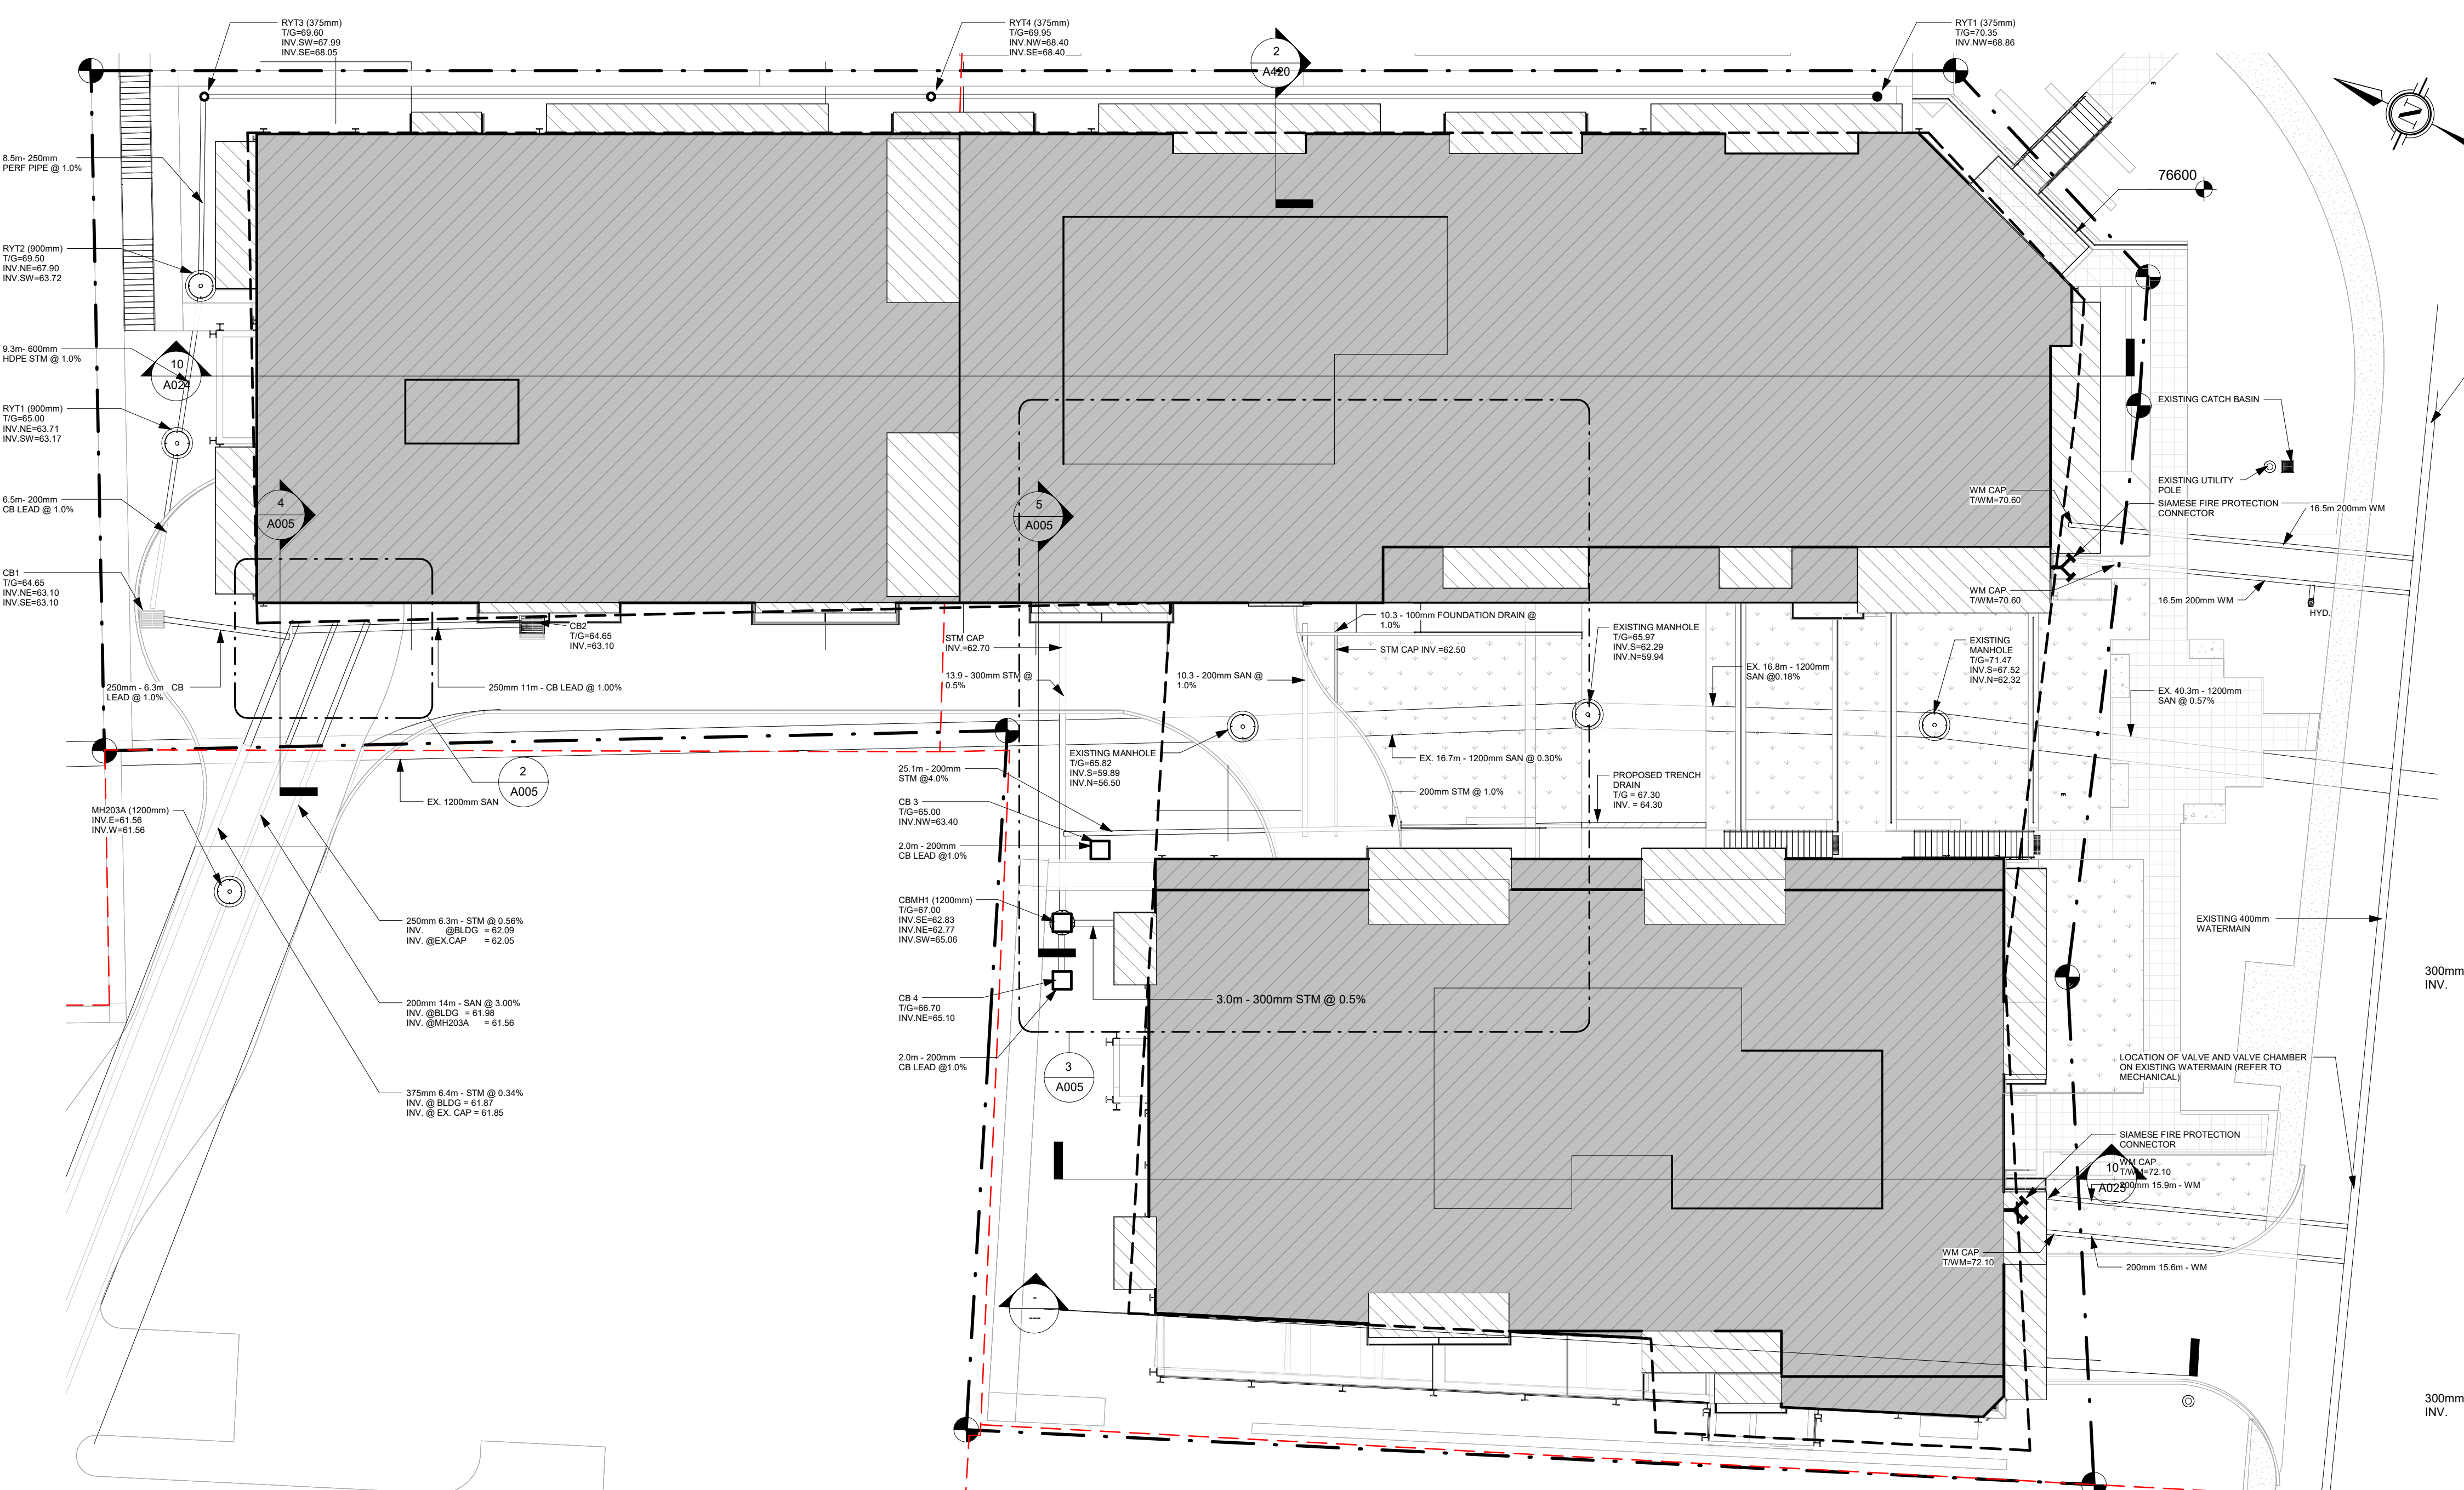 RYT3 (375mm)
T/G=69.60
INV.SW=67.99
INV.SE=68.05
RYT4 (375mm)
T/G=69.95
INV.NW=68.40
INV.SE=68.40
2
A420
RYT1 (375mm)
T/G=70.35
INV.NW=68.86
N
76600
8.5m- 250mm
PERF PIPE @ 1.0%
RYT2 (900mm)
T/G=69.50
INV.NE=67.90
INV.SW=63.72
9.3m- 600mm
HDPE STM @ 1.0%
10
A024
RYT1 (900mm)
T/G=65.00
INV.NE=63.71
INV.SW=63.17
6.5m- 200mm
CB LEAD @ 1.0%
4
A005
5
A005
CB1
T/G=64.65
INV.NE=63.10
INV.SE=63.10
EXISTING CATCH BASIN
EXISTING UTILITY
POLE
SIAMESE FIRE PROTECTION
CONNECTOR
WM CAP
T/WM=70.60
16.5m 200mm WM
WM CAP
T/WM=70.60
16.5m 200mm WM
HYD.
CB2
T/G=64.65
INV.=63.10
250mm - 6.3m CB
LEAD @ 1.0%
250mm 11m - CB LEAD @ 1.00%
STM CAP
INV.=62.70
13.9 - 300mm STM @
0.5%
10.3 - 200mm SAN @
1.0%
10.3 - 100mm FOUNDATION DRAIN @
1.0%
STM CAP INV.=62.50
EXISTING MANHOLE
T/G=65.97
INV.S=62.29
INV.N=59.94
EX. 16.8m - 1200mm
SAN @0.18%
EXISTING
MANHOLE
T/G=71.47
INV.S=67.52
INV.N=62.32
EX. 40.3m - 1200mm
SAN @ 0.57%
EXISTING MANHOLE
T/G=65.82
INV.S=59.89
INV.N=56.50
EX. 16.7m - 1200mm SAN @ 0.30%
PROPOSED TRENCH
DRAIN
T/G = 67.30
INV. = 64.30
200mm STM @ 1.0%
25.1m - 200mm
STM @4.0%
2
A005
EX. 1200mm SAN
MH203A (1200mm)
INV.E=61.56
INV.W=61.56
CB 3
T/G=65.00
INV.NW=63.40
2.0m - 200mm
CB LEAD @1.0%
CBMH1 (1200mm)
T/G=67.00
INV.SE=62.83
INV.NE=62.77
INV.SW=65.06
250mm 6.3m - STM @ 0.56%
INV. @BLDG = 62.09
INV. @EX.CAP = 62.05
EXISTING 400mm
WATERMAIN
300mm
INV.
200mm 14m - SAN @ 3.00%
INV. @BLDG = 61.98
INV. @MH203A = 61.56
CB 4
T/G=66.70
INV.NE=65.10
3.0m - 300mm STM @ 0.5%
2.0m - 200mm
CB LEAD @1.0%
3
A005
375mm 6.4m - STM @ 0.34%
INV. @ BLDG = 61.87
INV. @ EX. CAP = 61.85
LOCATION OF VALVE AND VALVE CHAMBER
ON EXISTING WATERMAIN (REFER TO
MECHANICAL)
SIAMESE FIRE PROTECTION
CONNECTOR
WM CAP
T/WM=72.10
10
A025
200mm 15.9m - WM
WM CAP
T/WM=72.10
200mm 15.6m - WM
-
---
300mm
INV.